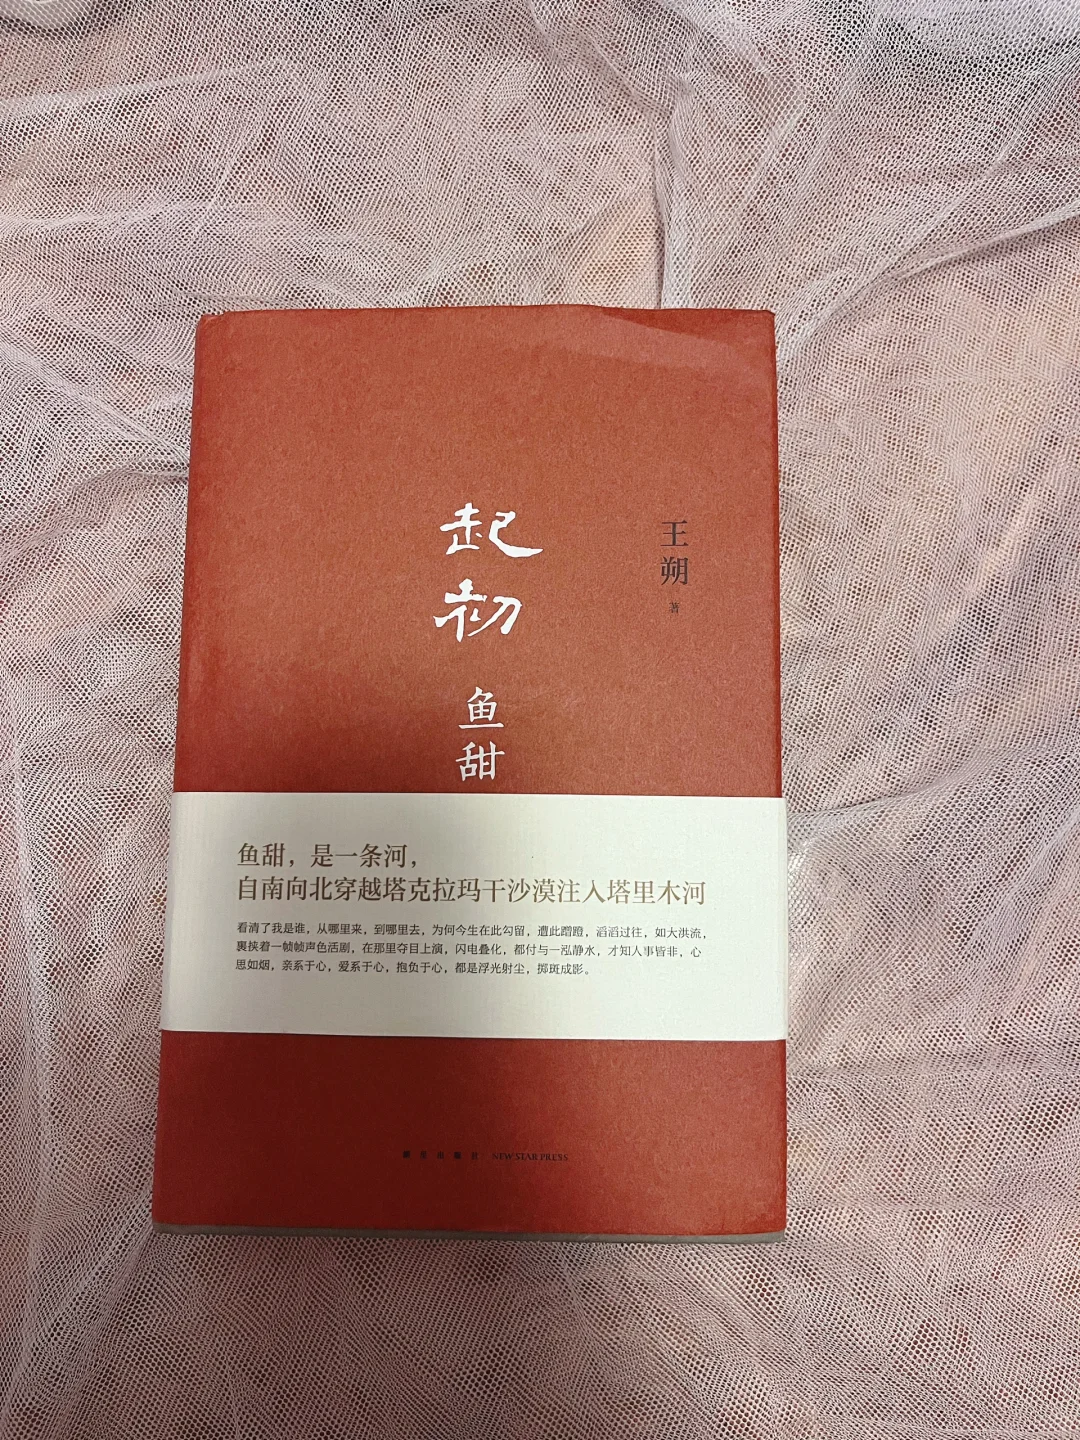 起初
鱼甜
王朔
著
鱼甜，是一条河，
自南向北穿越塔克拉玛干沙漠注入塔里木河
看清了我是谁，从哪里来，到哪里去，为何今生在此勾留，遭此蹭蹬，滔滔过往，如大洪流，
裹挟着一帧帧声色活剧，在那里夺目上演，闪电叠化，都付与一泓静水，才知人事皆非，心
思如烟，亲系于心，爱系于心，抱负于心，都是浮光射尘，掷斑成影。
新星出版社 NEW STAR PRESS